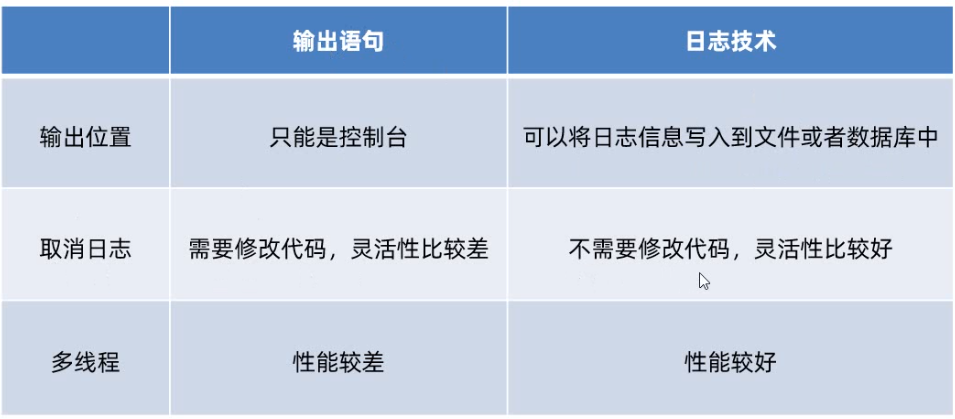 输出语句
日志技术
输出位置
只能是控制台
可以将日志信息写入到文件或者数据库中
取消日志
需要修改代码，灵活性比较差
不需要修改代码，灵活性比较好
多线程
性能较差
性能较好